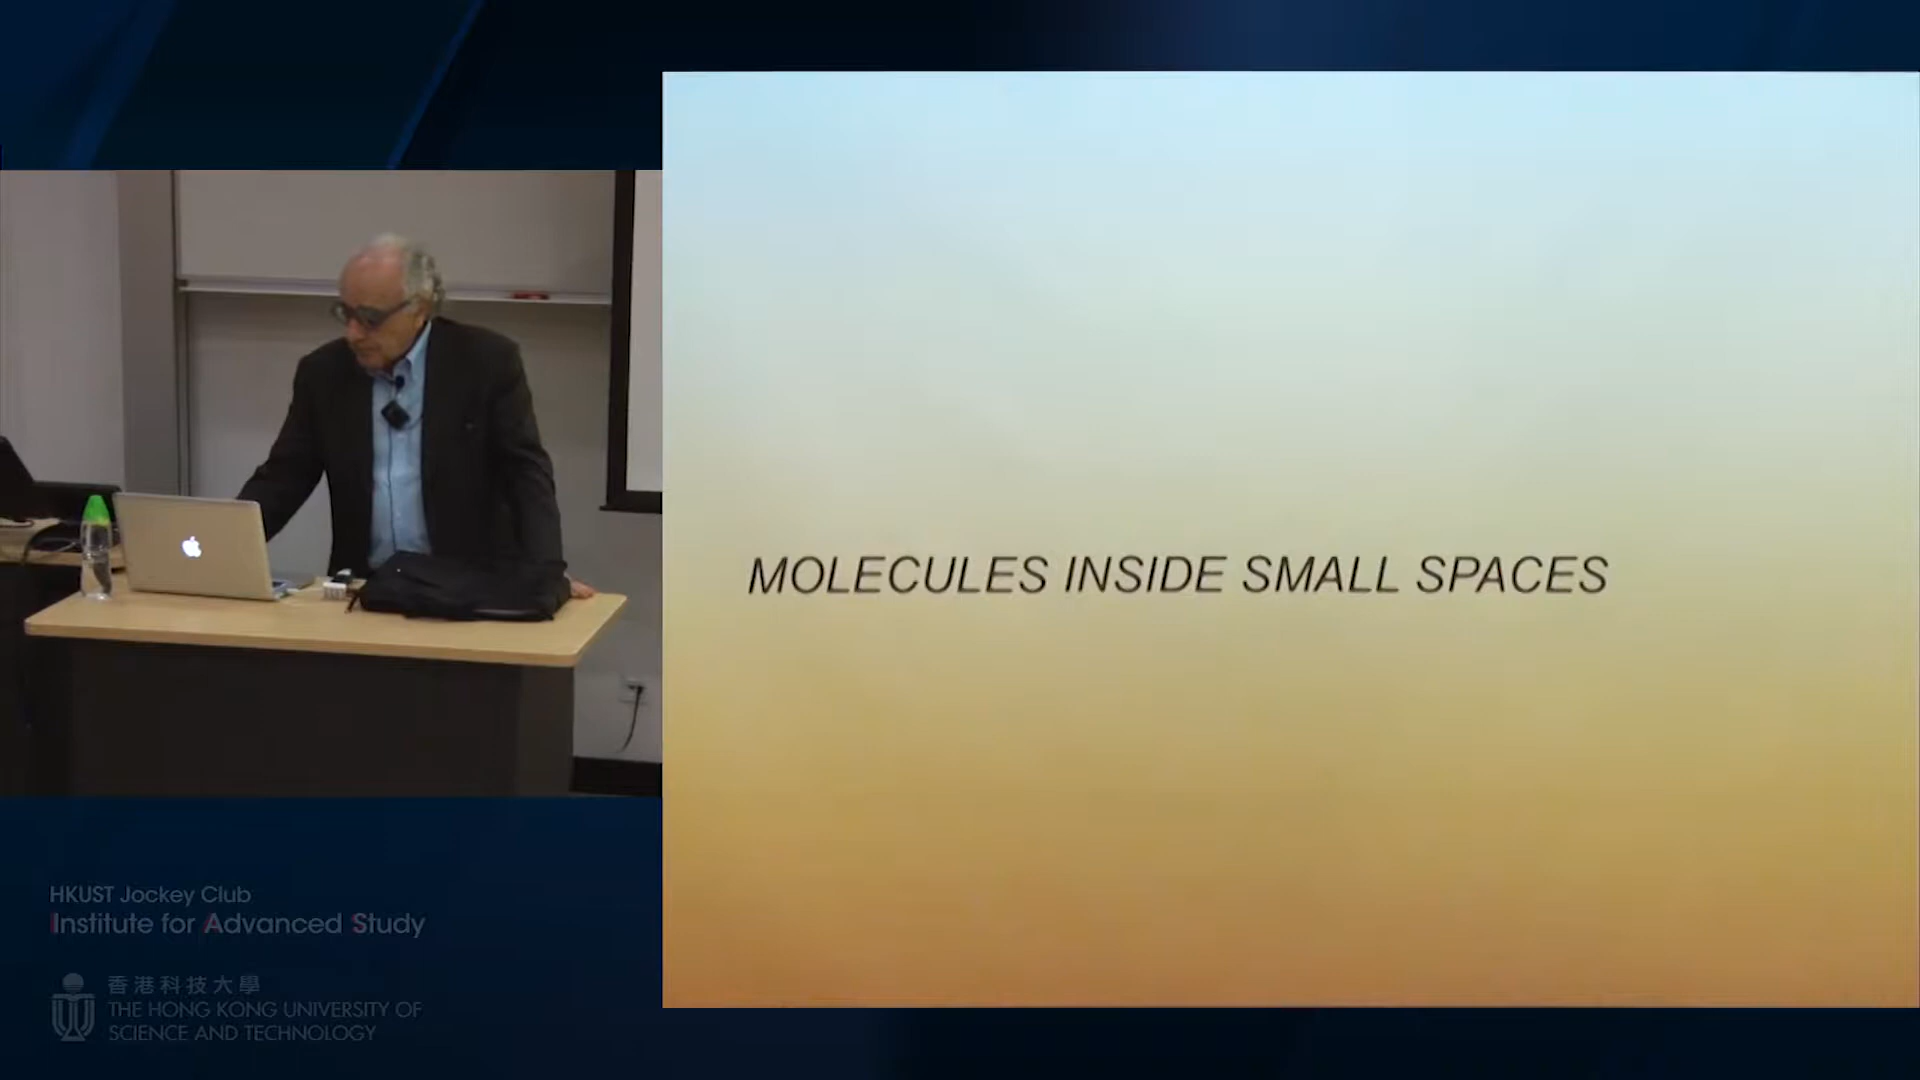 MOLECULES INSIDE SMALL SPACES
HKUST Jockey Club
Institute for Advanced Study
香港科技大學
THE HONG KONG UNIVERSITY OF
SCIENCE AND TECHNOLOGY